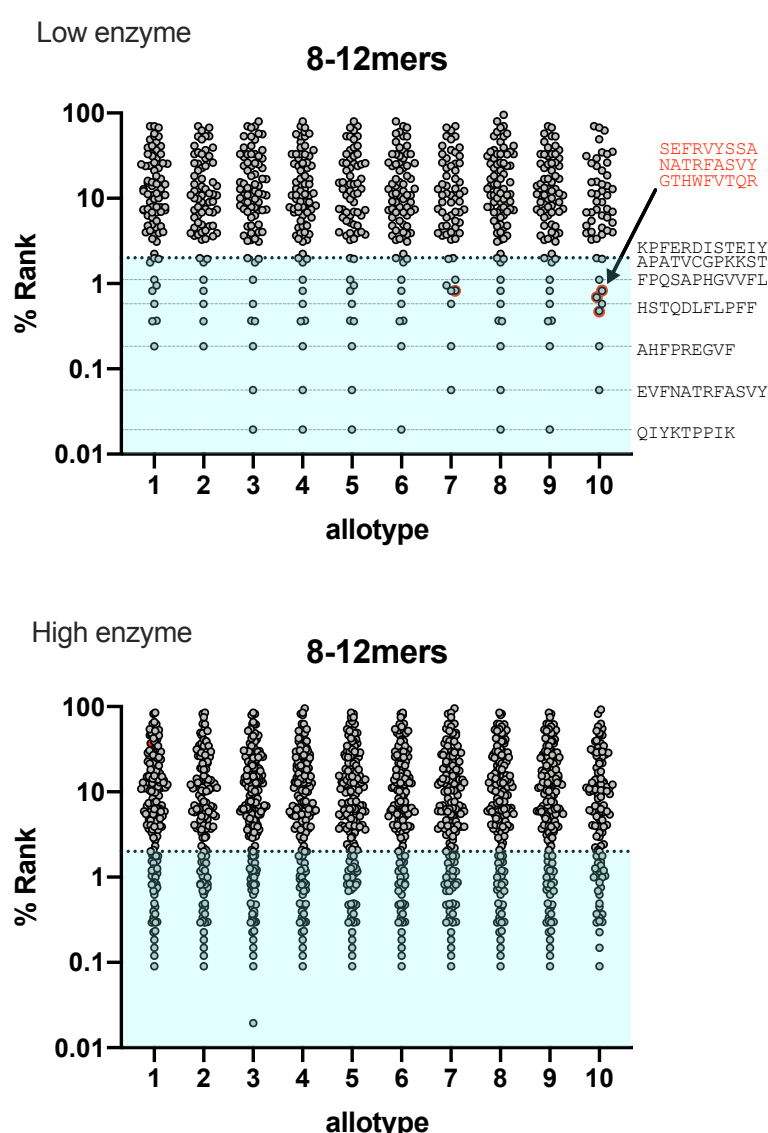 Low enzyme
8-12mers
100
10
1
0.1
0.01
% Rank
1 2 3 4 5 6 7 8 9 10
allotype
SEFRVYSSA
NATRFASVY
GTHWFVTQR
KPFERDISTEIY
APATVCGPKKST
FPQSAPHGVVFL
HSTQDLFLPFF
AHFPREGVF
EVFNATRFASVY
QIYKTPPIK
High enzyme
8-12mers
100
10
1
0.1
0.01
% Rank
1 2 3 4 5 6 7 8 9 10
allotype